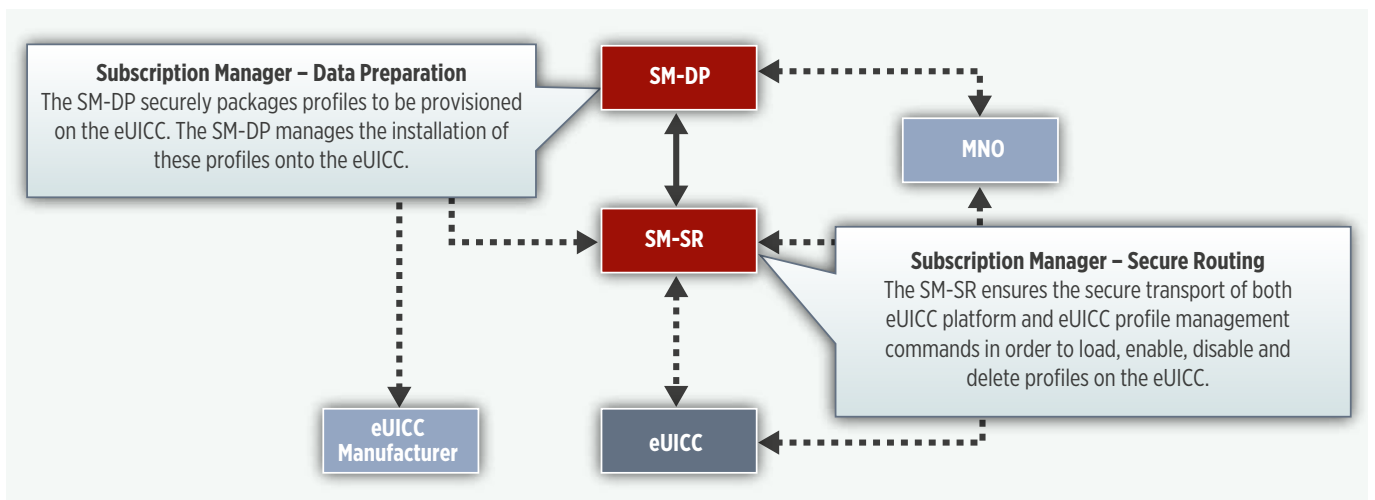 Subscription Manager – Data Preparation
The SM-DP securely packages profiles to be provisioned
on the eUICC. The SM-DP manages the installation of
these profiles onto the eUICC.
SM-DP
MNO
SM-SR
Subscription Manager – Secure Routing
The SM-SR ensures the secure transport of both
eUICC platform and eUICC profile management
commands in order to load, enable, disable and
delete profiles on the eUICC.
eUICC
Manufacturer
eUICC